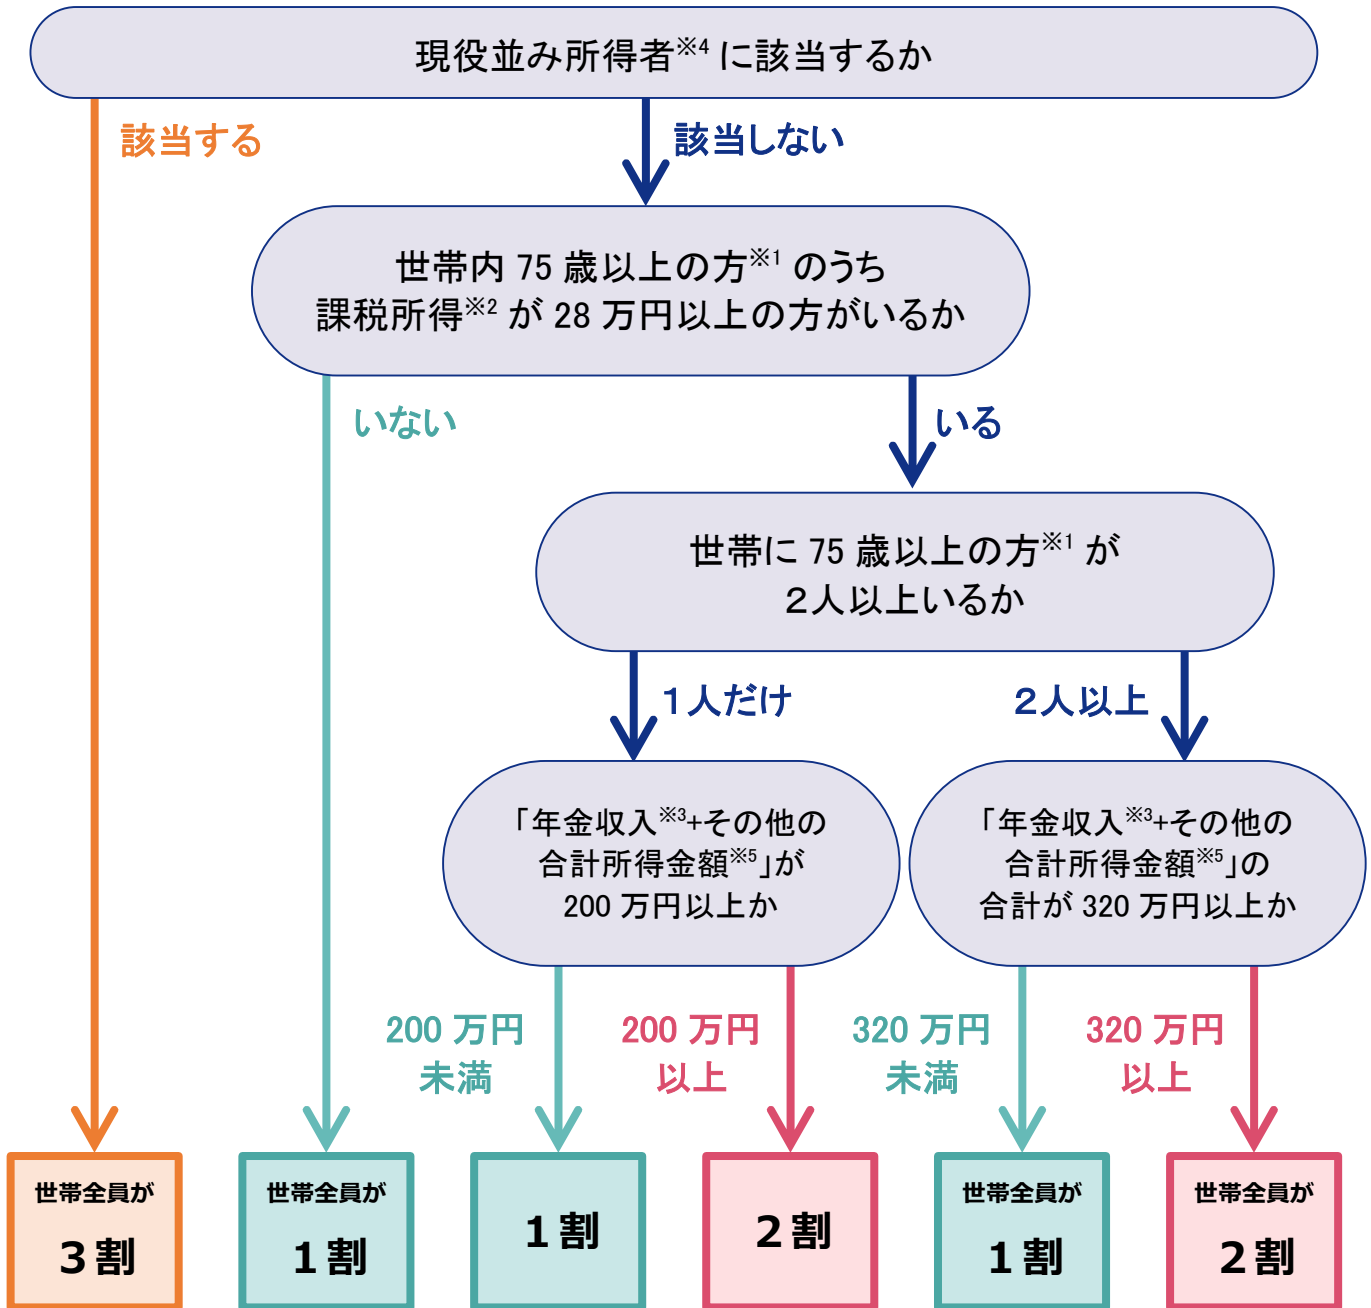 現役並み所得者※4 に該当するか
該当する
該当しない
世帯内 75 歳以上の方※1 のうち
課税所得※2 が 28 万円以上の方がいるか
いない
いる
世帯に 75 歳以上の方※1 が
２人以上いるか
１人だけ
２人以上
「年金収入※3+その他の
合計所得金額※5」が
200 万円以上か
「年金収入※3+その他の
合計所得金額※5」の
合計が 320 万円以上か
200 万円
未満
200 万円
以上
320 万円
未満
320 万円
以上
世帯全員が
３割
世帯全員が
１割
１割
２割
世帯全員が
１割
世帯全員が
２割